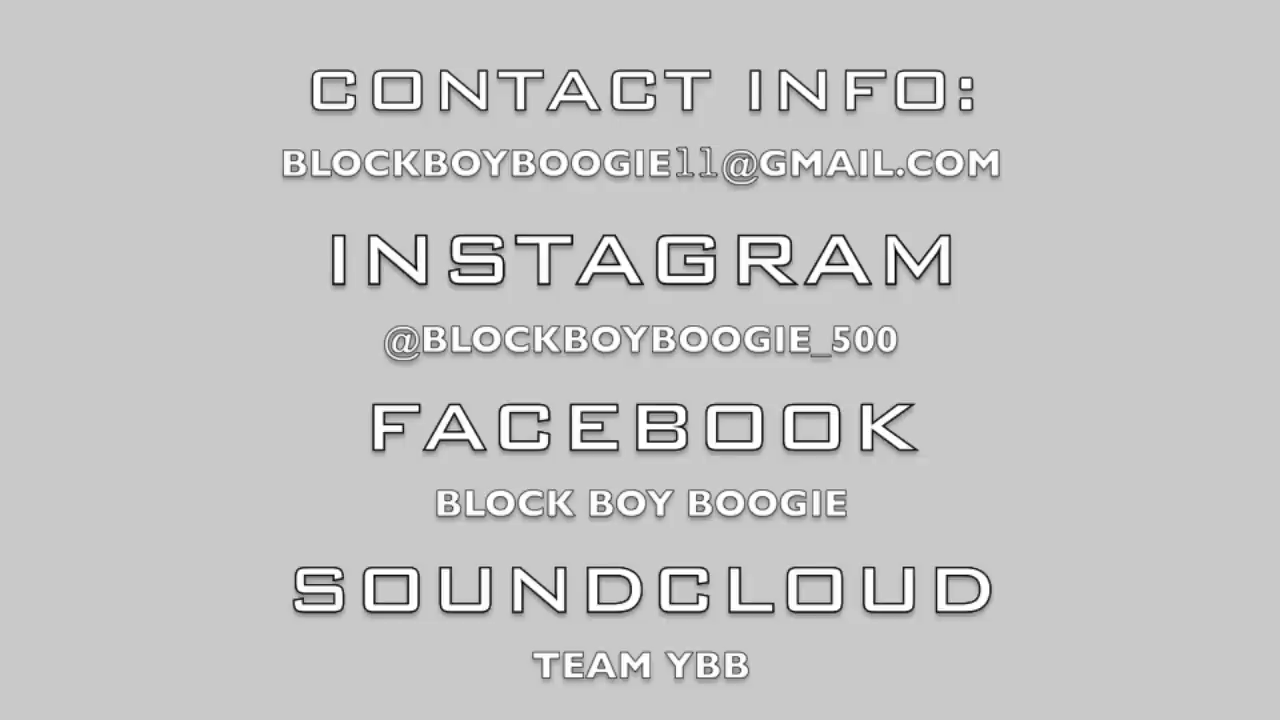 CONTACT INFO:
BLOCKBOYBOOGIE11@GMAIL.COM
INSTAGRAM
@BLOCKBOYBOOGIE_500
FACEBOOK
BLOCK BOY BOOGIE
SOUNDCLOUD
TEAM YBB